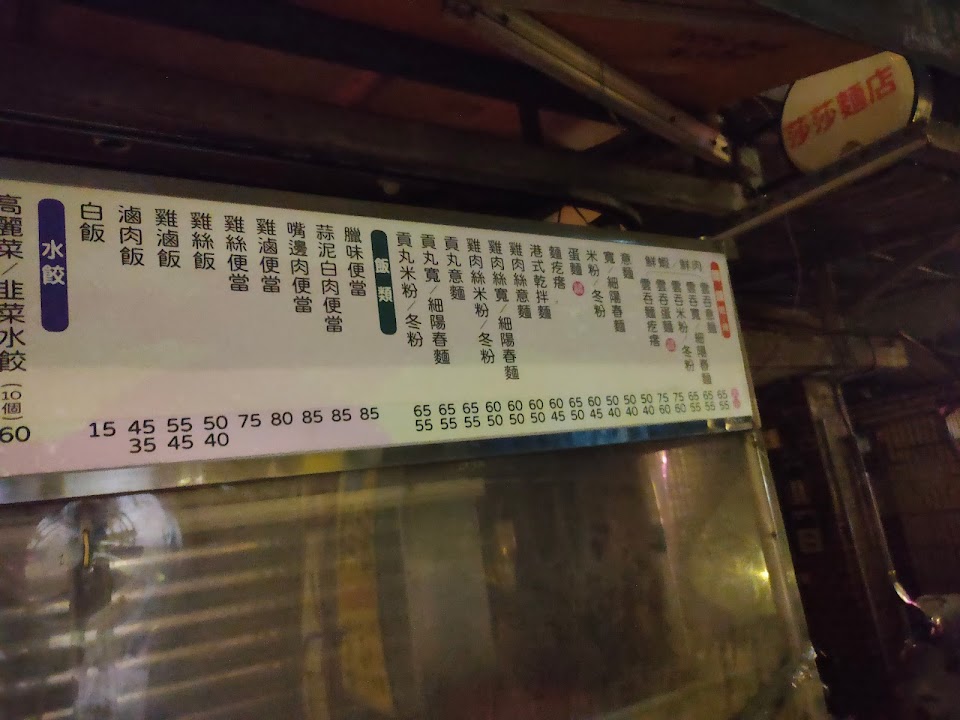 莎莎麵店
鮮肉/鮮蝦
雲吞意麵 65 55
雲吞寬/細陽春麵 65 55
雲吞米粉/冬粉 65 55
雲吞蛋麵 75 60
雲吞麵疙瘩 75 60
意麵 50 40
寬/細陽春麵 50 40
米粉/冬粉 50 40
蛋麵 60 45
麵疙瘩 65 50
港式乾拌麵 60 45
雞肉絲意麵 60 50
雞肉絲寬/細陽春麵 60 50
雞肉絲米粉/冬粉 60 50
貢丸意麵 65 55
貢丸寬/細陽春麵 65 55
貢丸米粉/冬粉 65 55
飯類
臘味便當 85
蒜泥白肉便當 85
嘴邊肉便當 85
雞滷便當 80
雞絲便當 75
雞絲飯 50 40
雞滷飯 55 45
滷肉飯 45 35
白飯 15
水餃
高麗菜/韭菜水餃(10個) 60